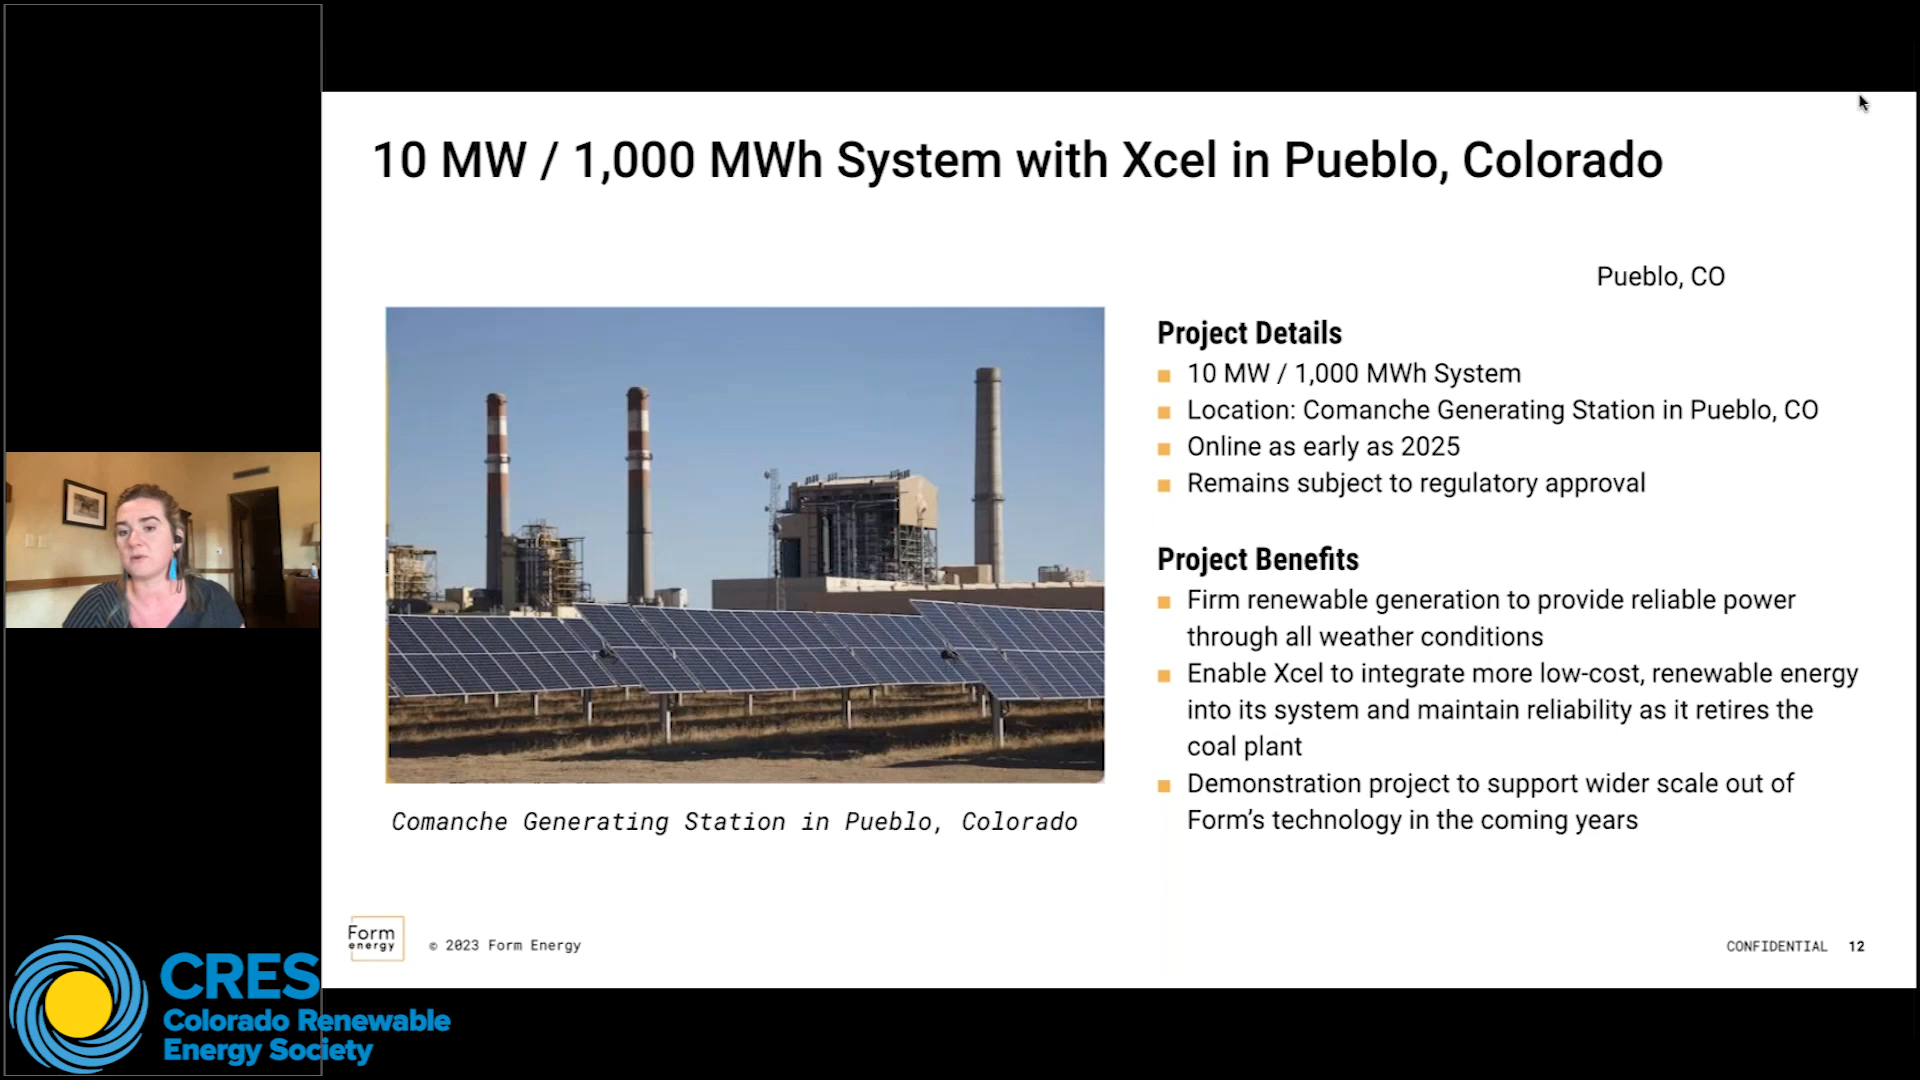 10 MW / 1,000 MWh System with Xcel in Pueblo, Colorado
Pueblo, CO
Project Details
10 MW / 1,000 MWh System
Location: Comanche Generating Station in Pueblo, CO
Online as early as 2025
Remains subject to regulatory approval
Project Benefits
Firm renewable generation to provide reliable power
through all weather conditions
Enable Xcel to integrate more low-cost, renewable energy
into its system and maintain reliability as it retires the
coal plant
Demonstration project to support wider scale out of
Form's technology in the coming years
Comanche Generating Station in Pueblo, Colorado
Form
energy
© 2023 Form Energy
CONFIDENTIAL 12
CRES
Colorado Renewable
Energy Society